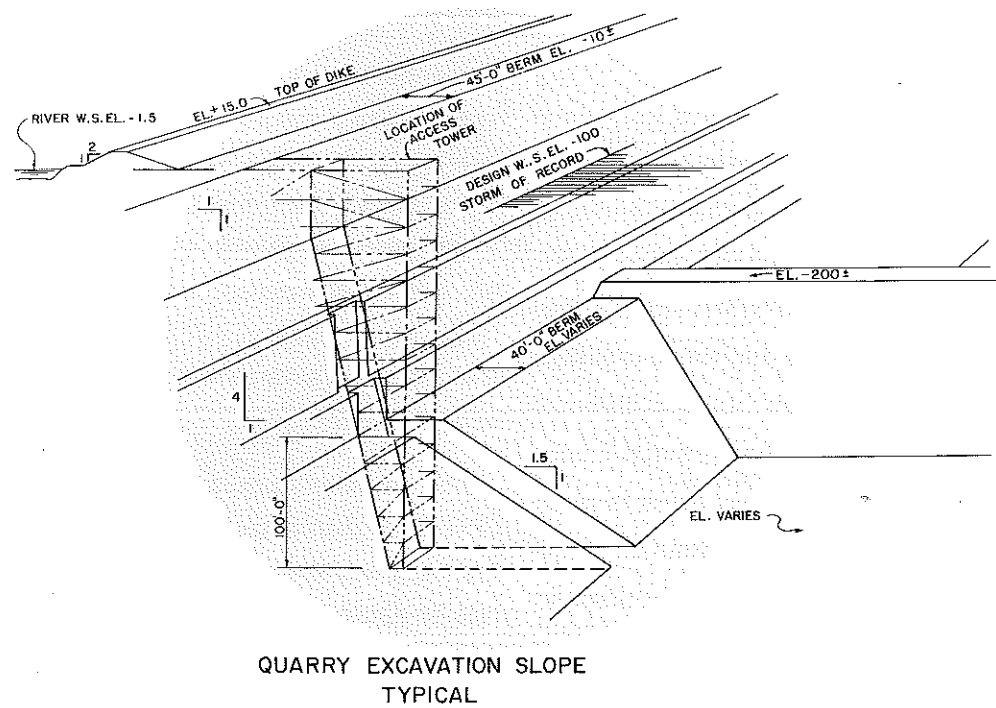 EL. + 15.0 TOP OF DIKE
45'-0" BERM EL. -10±
RIVER W.S. EL. - 1.5
LOCATION OF
ACCESS
TOWER
2
1
DESIGN W.S. EL. -100
STORM OF RECORD
1
1
EL. -200 ±
40'-0" BERM
EL. VARIES
4
1
1.5
1
100'-0"
EL. VARIES
QUARRY EXCAVATION SLOPE
TYPICAL